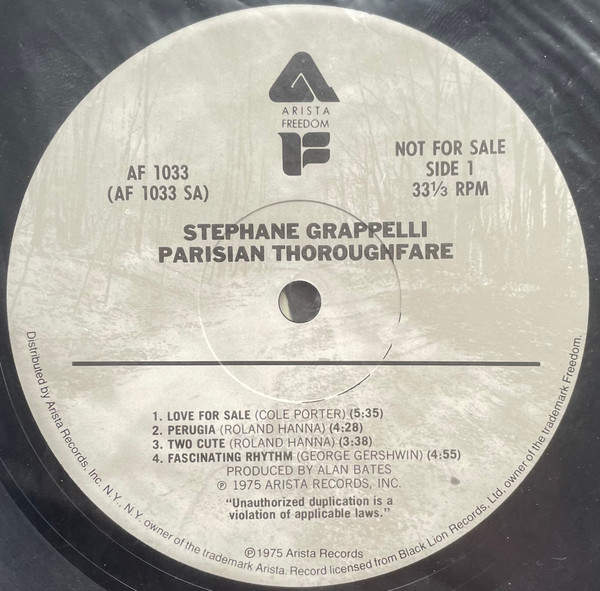 ARISTA
FREEDOM
AF 1033
(AF 1033 SA)
NOT FOR SALE
SIDE 1
33⅓ RPM
STEPHANE GRAPPELLI
PARISIAN THOROUGHFARE
1. LOVE FOR SALE (COLE PORTER) (5:35)
2. PERUGIA (ROLAND HANNA) (4:28)
3. TWO CUTE (ROLAND HANNA) (3:38)
4. FASCINATING RHYTHM (GEORGE GERSHWIN) (4:55)
PRODUCED BY ALAN BATES
℗ 1975 ARISTA RECORDS, INC.
"Unauthorized duplication is a
violation of applicable laws."
Distributed by Arista Records, Inc. N.Y., N.Y. owner of the trademark Arista. Record licensed from Black Lion Records, Ltd, owner of the trademark Freedom.
℗1975 Arista Records